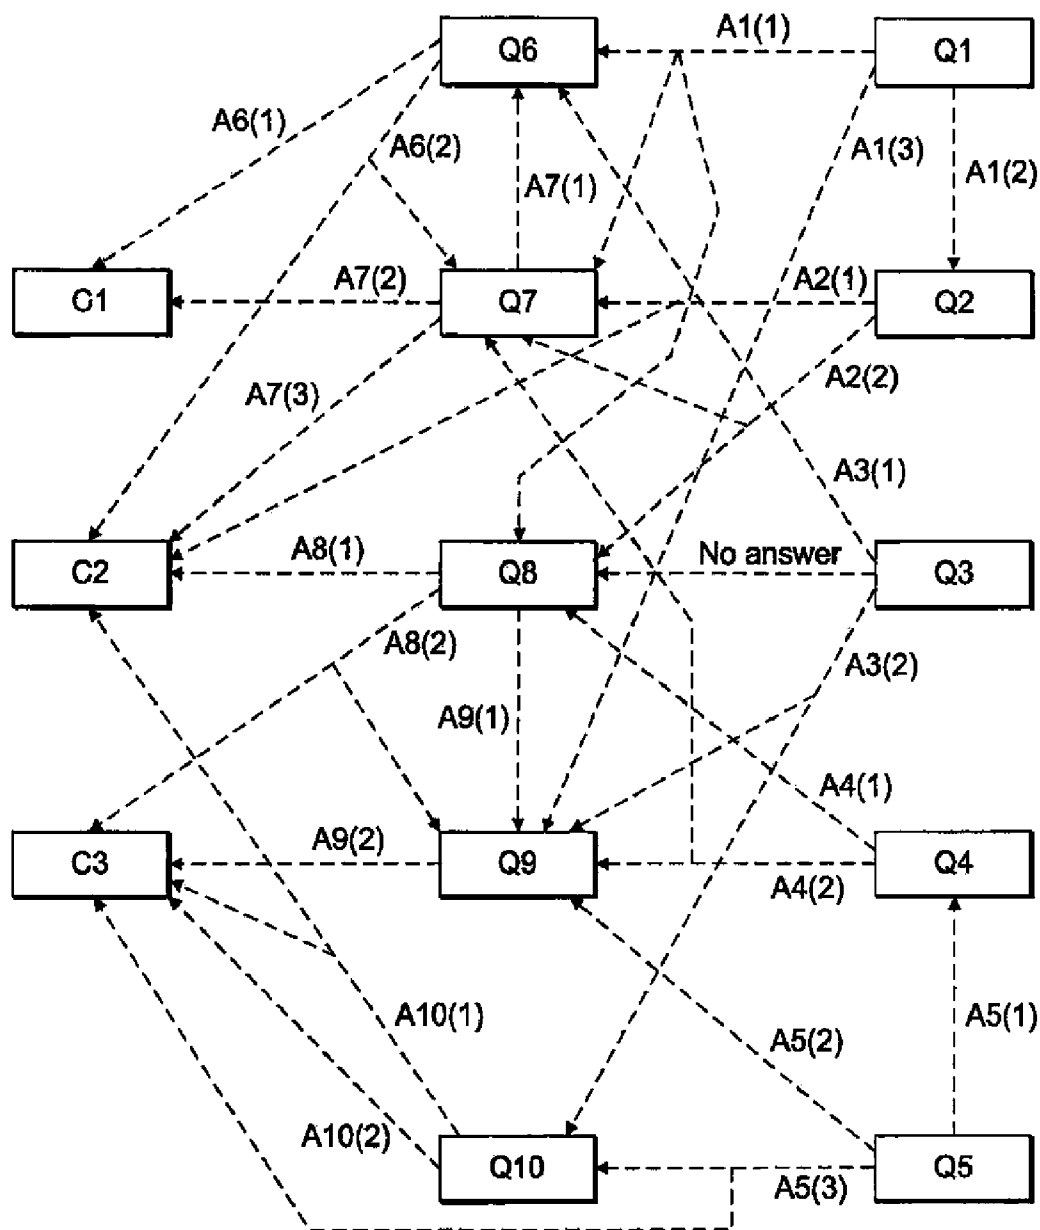 A1(1)
Q6
Q1
A6(1)
A6(2)
A1(3)
A7(1)
A1(2)
A7(2)
A2(1)
C1
Q7
Q2
A7(3)
A2(2)
A3(1)
A8(1)
No answer
C2
Q8
Q3
A8(2)
A3(2)
A9(1)
A4(1)
A9(2)
C3
Q9
Q4
A4(2)
A10(1)
A5(1)
A5(2)
A10(2)
Q10
Q5
A5(3)